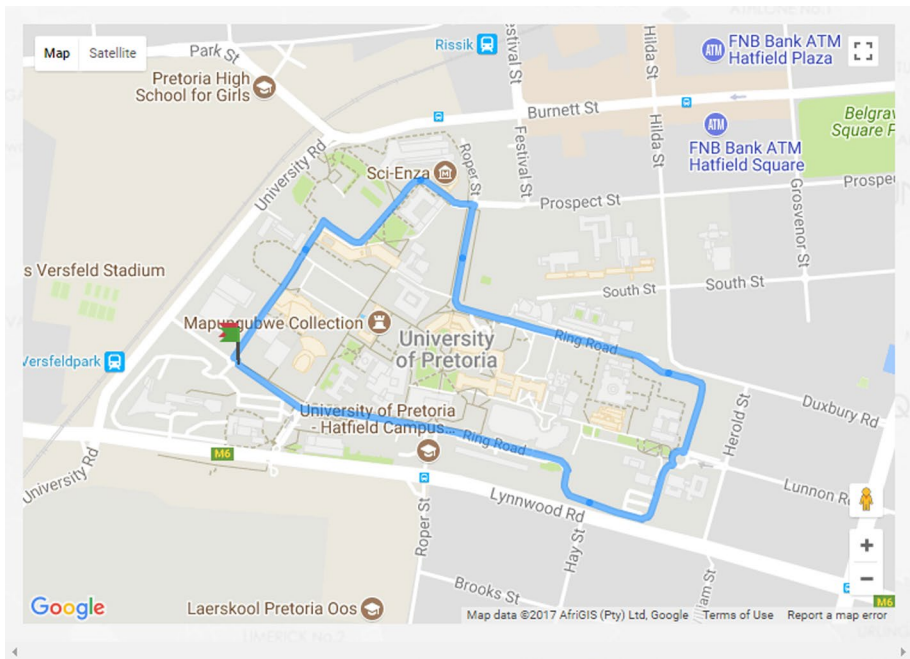 Map
Satellite
Park St
Rissik
FNB Bank ATM
Hatfield Plaza
Pretoria High
School for Girls
Burnett St
Hilda St
Festival St
Hilda St
Belgrav
Square P
FNB Bank ATM
Hatfield Square
University Rd
Sci-Enza
Roper St
Prospect St
Prospe
Grosvenor St
s Versfeld Stadium
South St
South St
Mapungubwe Collection
University
of Pretoria
Ring Road
Versfeldpark
University of Pretoria
- Hatfield Campus...
Ring Road
Duxbury Rd
Herold St
M6
University Rd
Lynnwood Rd
Lunnon R
Roper St
Hay St
Brooks St
Google
Laerskool Pretoria Oos
M6
Map data ©2017 AfriGIS (Pty) Ltd, Google
Terms of Use
Report a map error